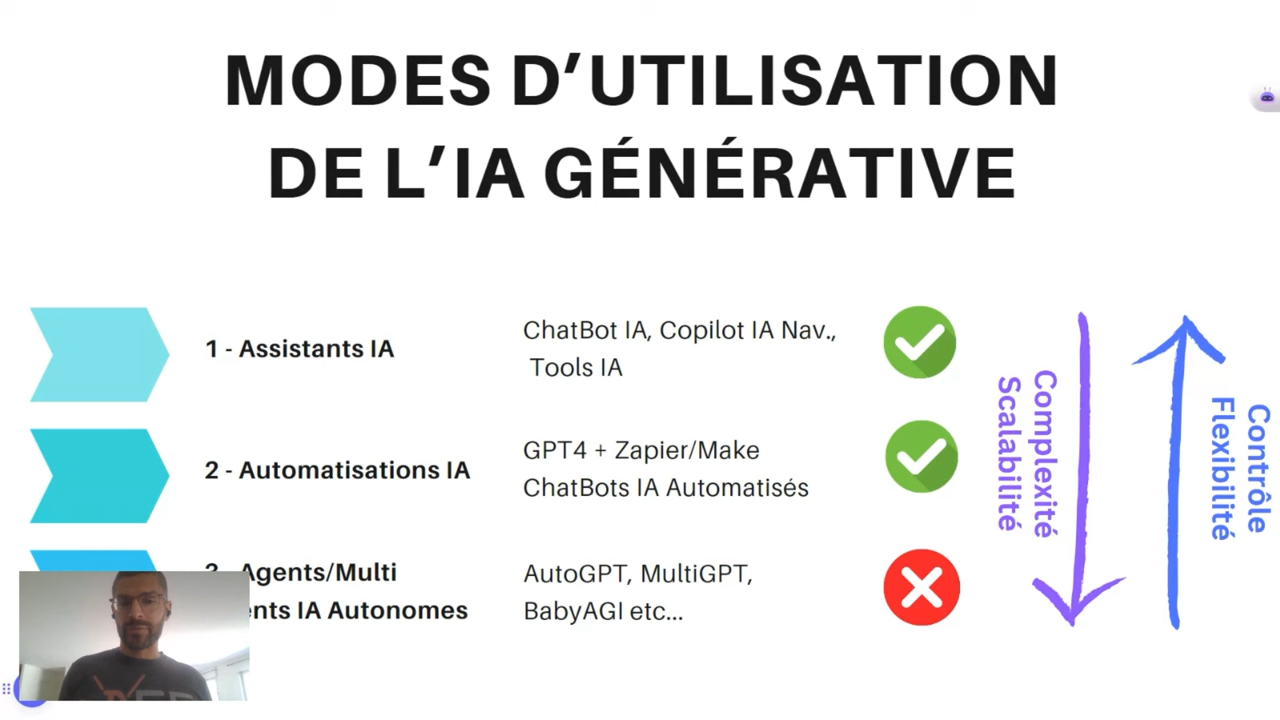 MODES D’UTILISATION
DE L’IA GÉNÉRATIVE
1 - Assistants IA
ChatBot IA, Copilot IA Nav.,
Tools IA
2 - Automatisations IA
GPT4 + Zapier/Make
ChatBots IA Automatisés
Agents/Multi
IA Autonomes
AutoGPT, MultiGPT,
BabyAGI etc...
Complexité
Scalabilité
Contrôle
Flexibilité